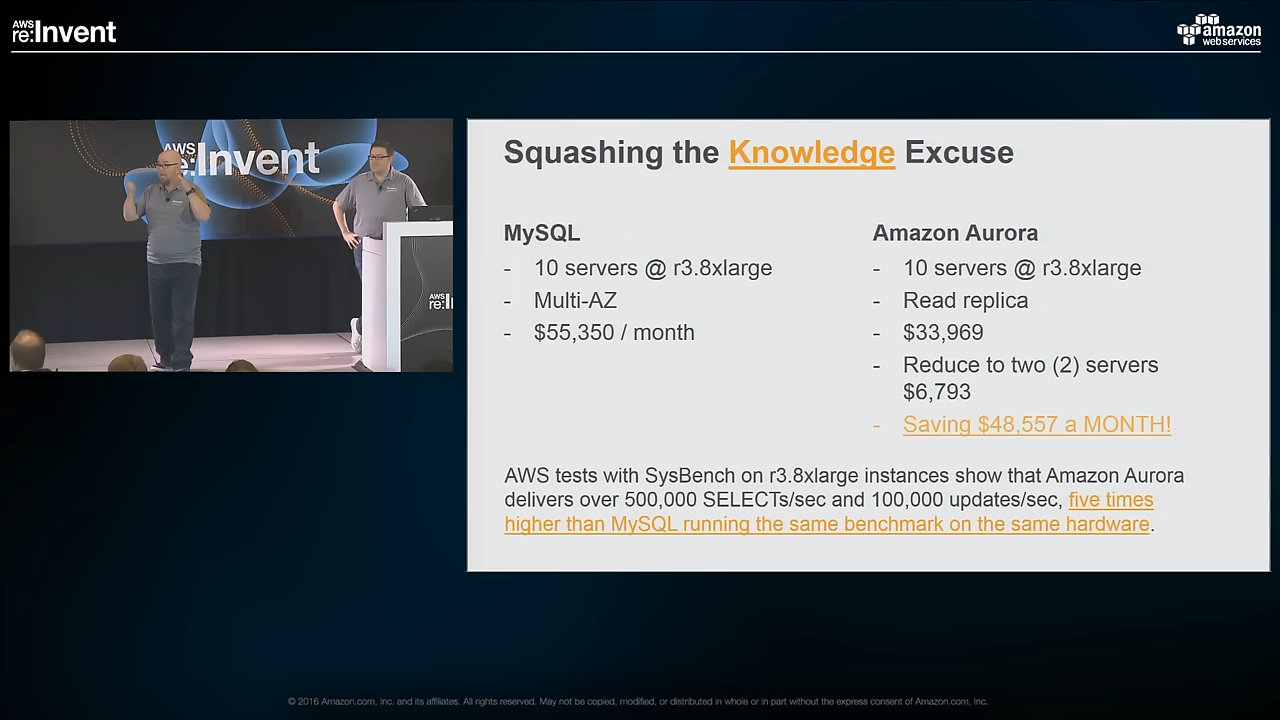 AWS
re:Invent
amazon
web services
AWS
re:Invent
AWS
re:I
Squashing the Knowledge Excuse
MySQL
- 10 servers @ r3.8xlarge
- Multi-AZ
- $55,350 / month
Amazon Aurora
- 10 servers @ r3.8xlarge
- Read replica
- $33,969
- Reduce to two (2) servers
$6,793
- Saving $48,557 a MONTH!
AWS tests with SysBench on r3.8xlarge instances show that Amazon Aurora
delivers over 500,000 SELECTs/sec and 100,000 updates/sec, five times
higher than MySQL running the same benchmark on the same hardware.
© 2016 Amazon.com, Inc. and its affiliates. All rights reserved. May not be copied, modified, or distributed in whole or in part without the express consent of Amazon.com, Inc.